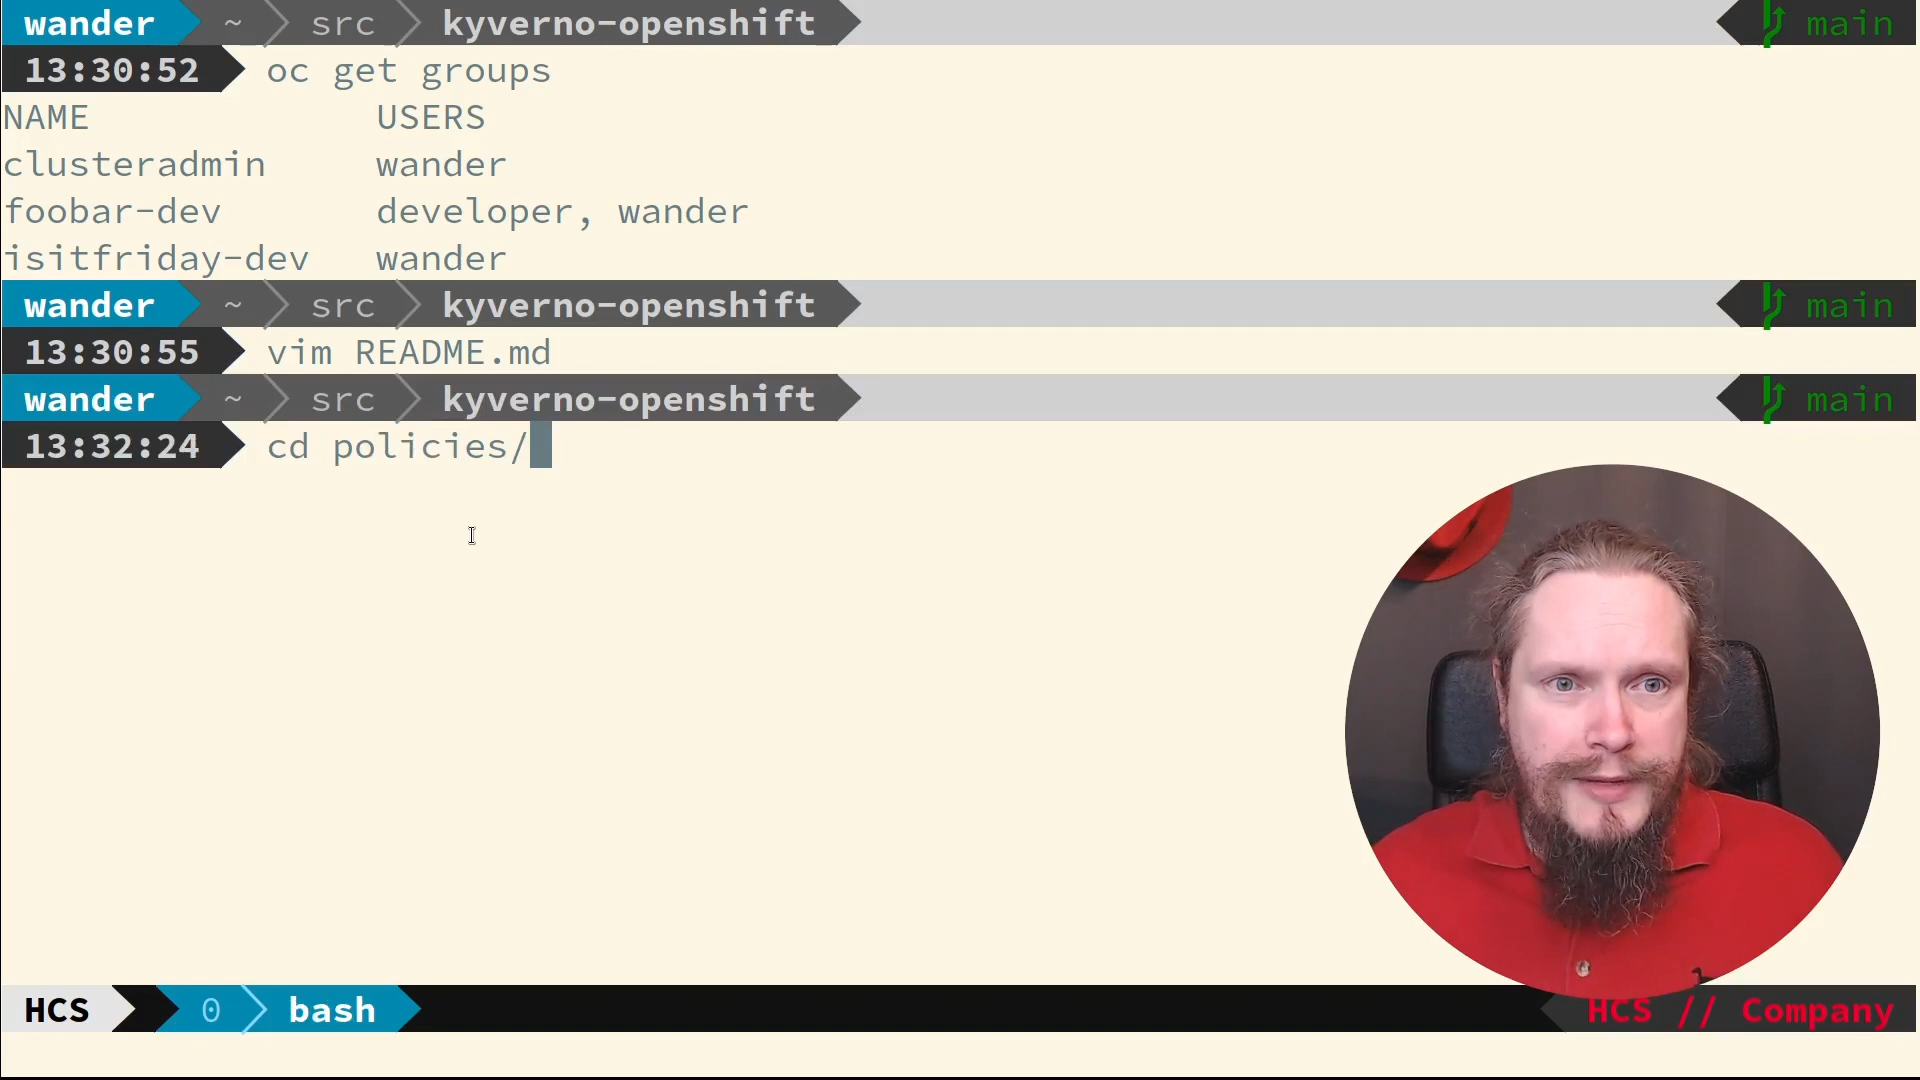 wander ~ src kyverno-openshift main
13:30:52 oc get groups
NAME USERS
clusteradmin wander
foobar-dev developer, wander
isitfriday-dev wander
wander ~ src kyverno-openshift main
13:30:55 vim README.md
wander ~ src kyverno-openshift main
13:32:24 cd policies/
HCS 0 bash HCS // Company